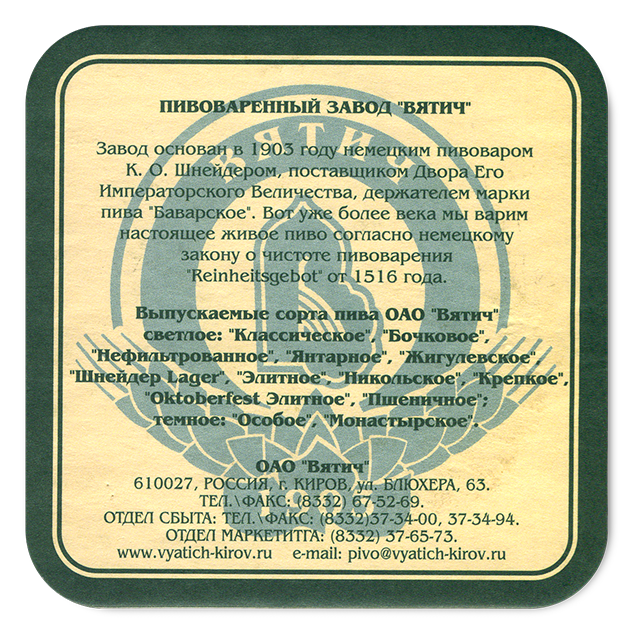 ПИВОВАРЕННЫЙ ЗАВОД "ВЯТИЧ"
ВЯТИЧ
Завод основан в 1903 году немецким пивоваром
К. О. Шнейдером, поставщиком Двора Его
Императорского Величества, держателем марки
пива "Баварское". Вот уже более века мы варим
настоящее живое пиво согласно немецкому
закону о чистоте пивоварения
"Reinheitsgebot" от 1516 года.
Выпускаемые сорта пива ОАО "Вятич"
светлое: "Классическое", "Бочковое",
"Нефильтрованное", "Янтарное", "Жигулевское"
"Шнейдер Lager", "Элитное", "Никольское", "Крепкое",
"Oktoberfest Элитное", "Пшеничное";
темное: "Особое", "Монастырское".
ОАО "Вятич"
610027, РОССИЯ, г. КИРОВ, ул. БЛЮХЕРА, 63.
ТЕЛ.\ФАКС: (8332) 67-52-69.
1903
ОТДЕЛ СБЫТА: ТЕЛ.\ФАКС: (8332)37-34-00, 37-34-94.
ОТДЕЛ МАРКЕТИТГА: (8332) 37-65-73.
www.vyatich-kirov.ru e-mail: pivo@vyatich-kirov.ru